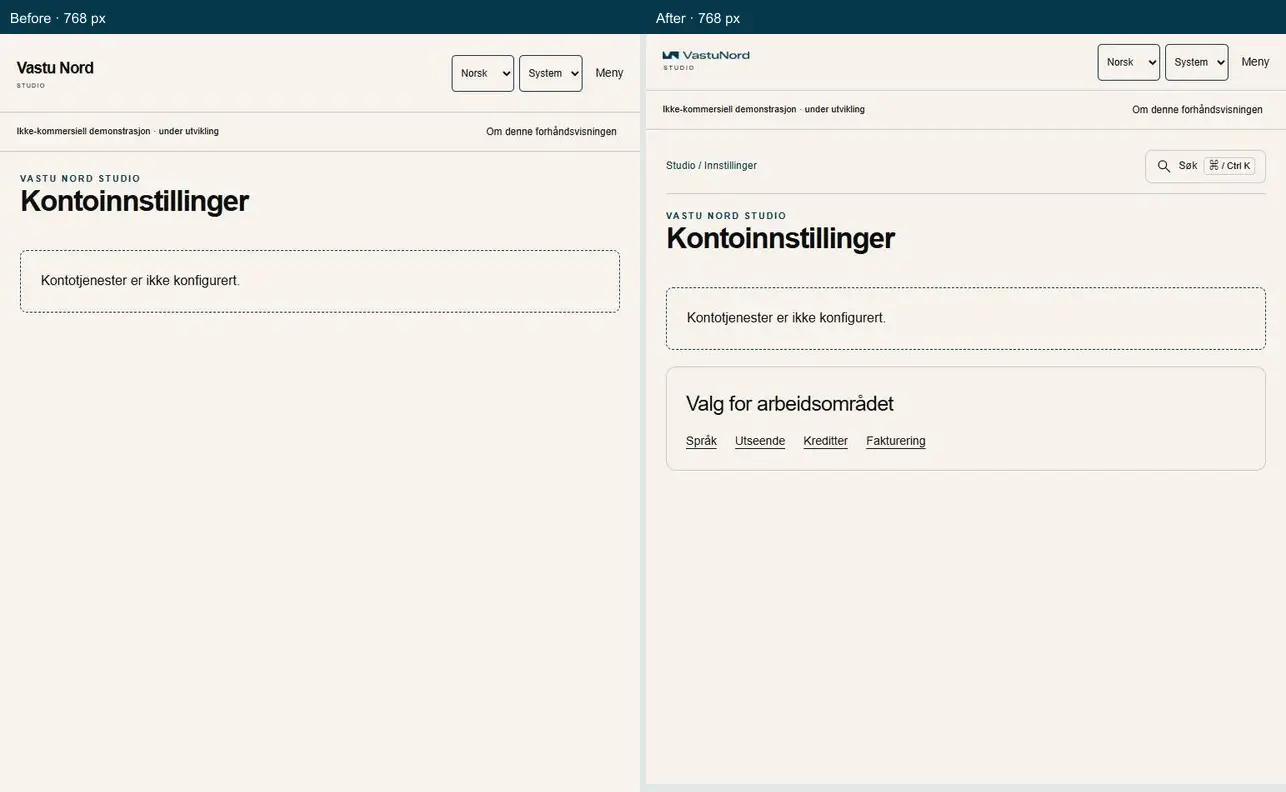 Before · 768 px
Vastu Nord
STUDIO
Norsk
System
Meny
Ikke-kommersiell demonstrasjon · under utvikling
Om denne forhåndsvisningen
VASTU NORD STUDIO
Kontoinnstillinger
Kontotjenester er ikke konfigurert.
After · 768 px
VastuNord
STUDIO
Norsk
System
Meny
Ikke-kommersiell demonstrasjon · under utvikling
Om denne forhåndsvisningen
Studio / Innstillinger
Søk ⌘ / Ctrl K
VASTU NORD STUDIO
Kontoinnstillinger
Kontotjenester er ikke konfigurert.
Valg for arbeidsområdet
Språk Utseende Kreditter Fakturering